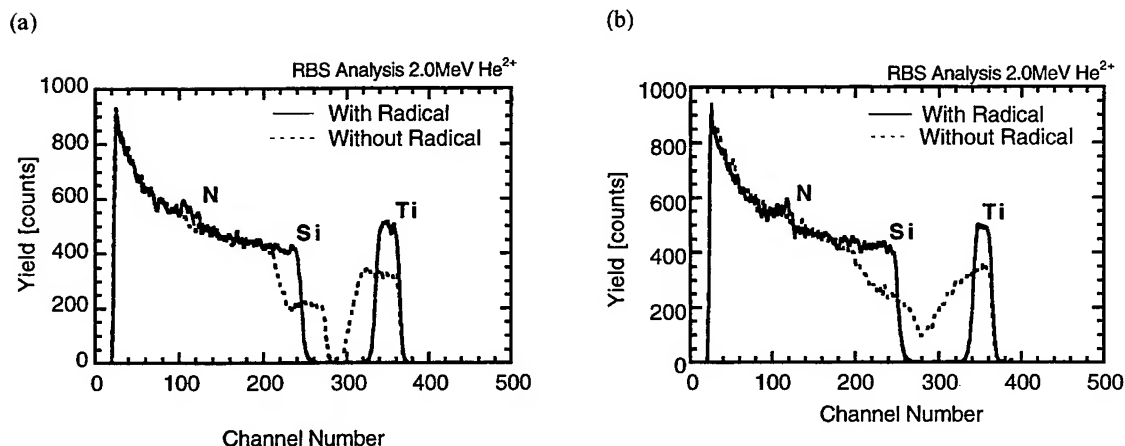 (a)
RBS Analysis 2.0MeV He2+
1000
800
600
400
200
0
Yield [counts]
With Radical
Without Radical
N
Si
Ti
0 100 200 300 400 500
Channel Number
(b)
RBS Analysis 2.0MeV He2+
1000
800
600
400
200
0
Yield [counts]
With Radical
Without Radical
N
Si
Ti
0 100 200 300 400 500
Channel Number